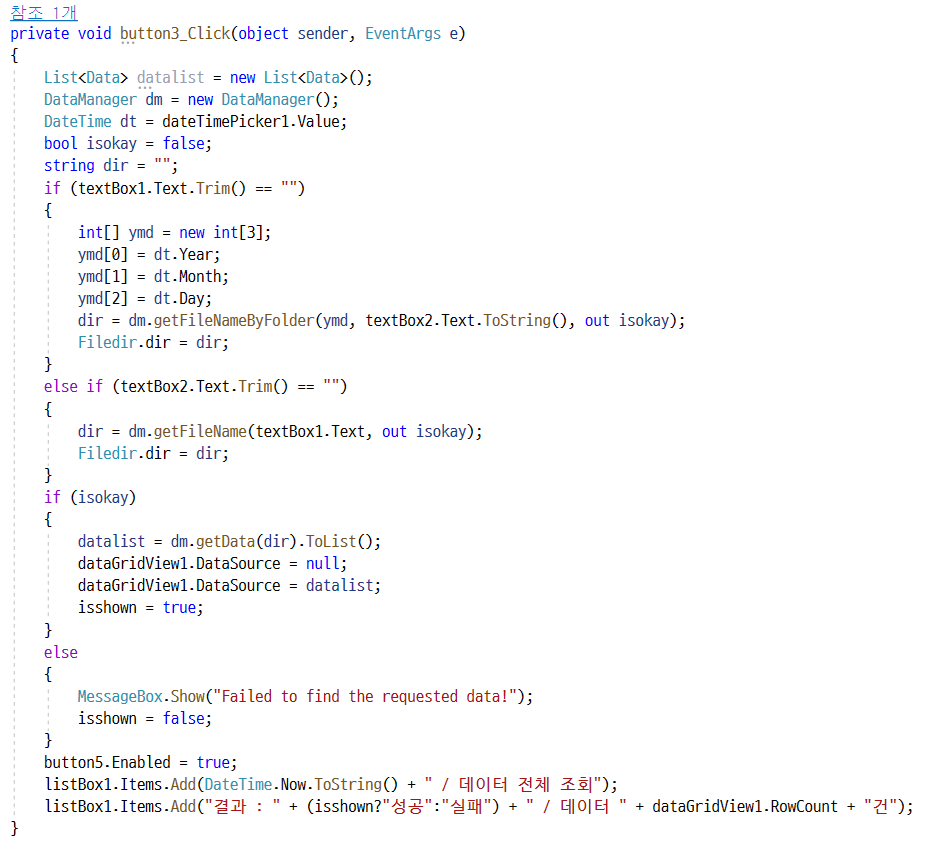 참조 1개
private void button3_Click(object sender, EventArgs e)
{
    List<Data> datalist = new List<Data>();
    DataManager dm = new DataManager();
    DateTime dt = dateTimePicker1.Value;
    bool isokay = false;
    string dir = "";
    if (textBox1.Text.Trim() == "")
    {
        int[] ymd = new int[3];
        ymd[0] = dt.Year;
        ymd[1] = dt.Month;
        ymd[2] = dt.Day;
        dir = dm.getFileNameByFolder(ymd, textBox2.Text.ToString(), out isokay);
        Filedir.dir = dir;
    }
    else if (textBox2.Text.Trim() == "")
    {
        dir = dm.getFileName(textBox1.Text, out isokay);
        Filedir.dir = dir;
    }
    if (isokay)
    {
        datalist = dm.getData(dir).ToList();
        dataGridView1.DataSource = null;
        dataGridView1.DataSource = datalist;
        isshown = true;
    }
    else
    {
        MessageBox.Show("Failed to find the requested data!");
        isshown = false;
    }
    button5.Enabled = true;
    listBox1.Items.Add(DateTime.Now.ToString() + " / 데이터 전체 조회");
    listBox1.Items.Add("결과 : " + (isshown?"성공":"실패") + " / 데이터 " + dataGridView1.RowCount + "건");
}